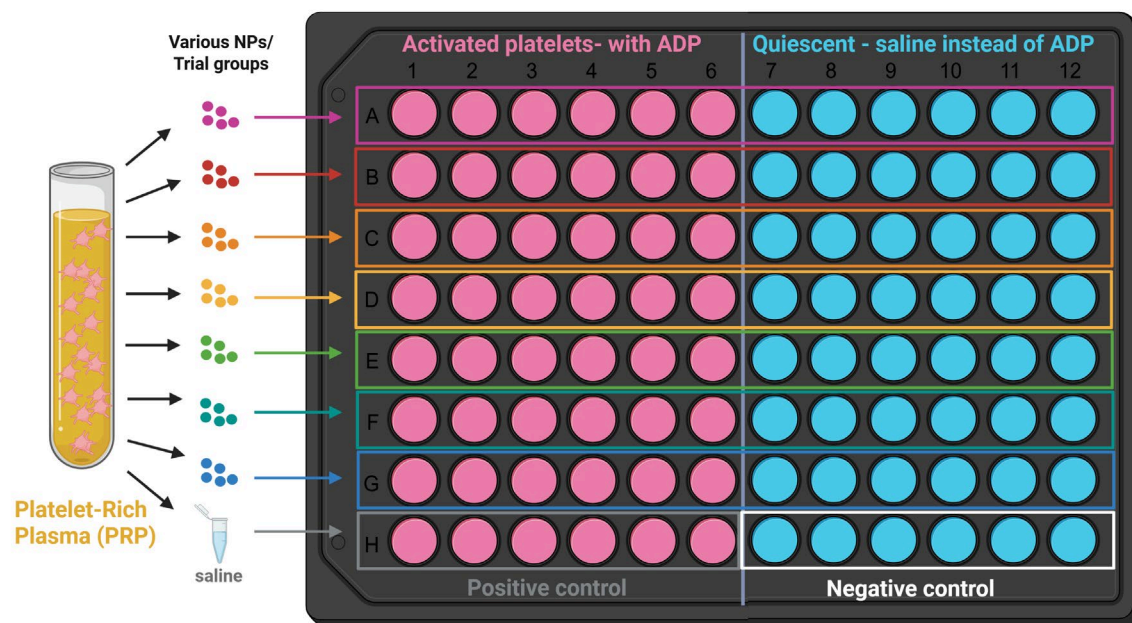 Various NPs/
Trial groups
Activated platelets- with ADP
Quiescent - saline instead of ADP
1 2 3 4 5 6 7 8 9 10 11 12
A
B
C
D
E
F
G
H
Platelet-Rich
Plasma (PRP)
saline
Positive control
Negative control